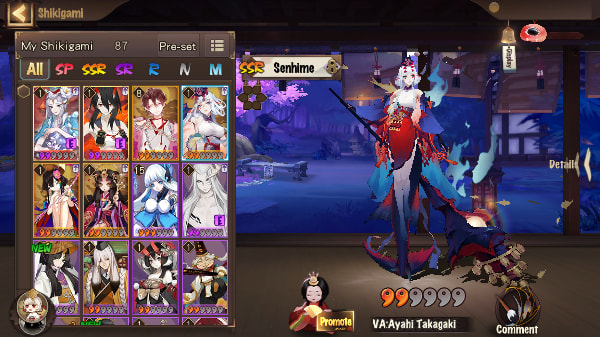 Shikigami
My Shikigami 87 Pre-set
All SP SSR SR R N M
SSR Senhime
Display
Detail
NEW
Promote
VA:Ayahi Takagaki
Comment